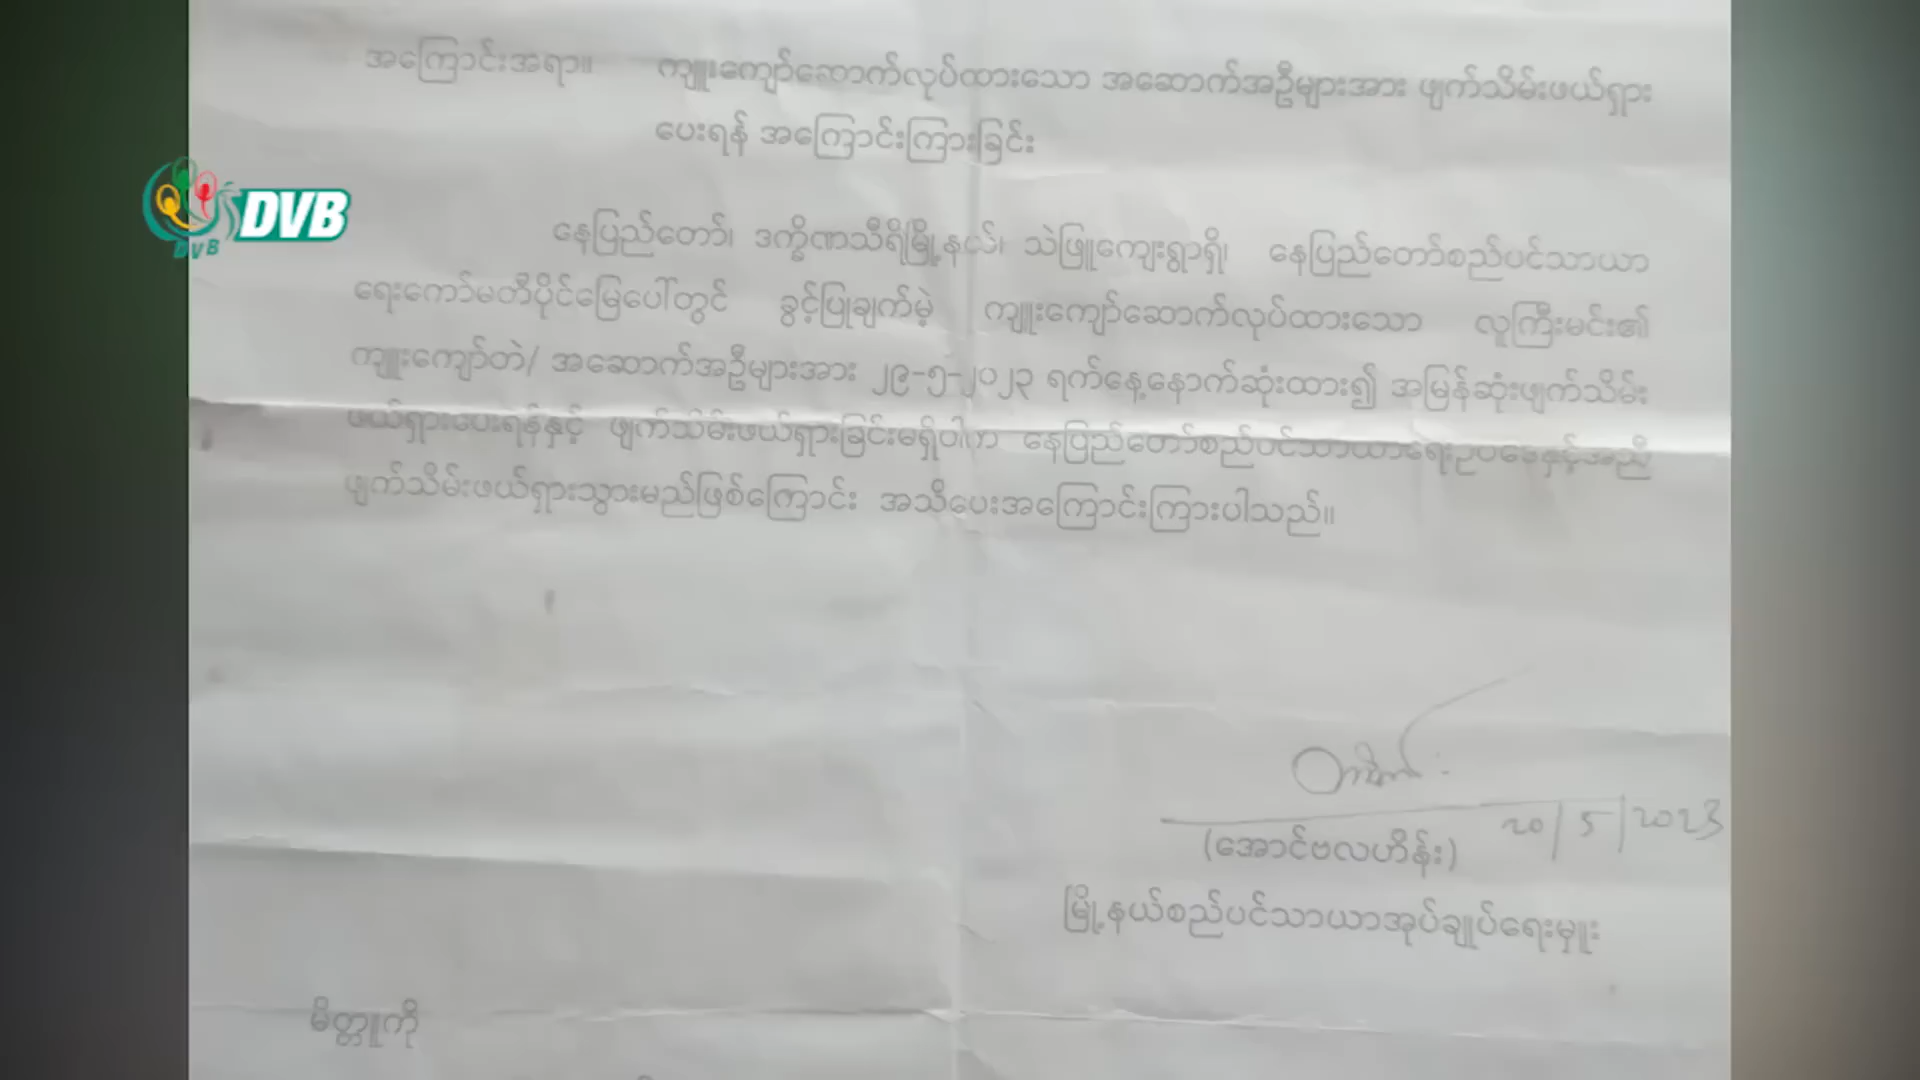 အကြောင်းအရာ။ ကျူးကျော်ဆောက်လုပ်ထားသော အဆောက်အဦများအား ဖျက်သိမ်းဖယ်ရှား
ပေးရန် အကြောင်းကြားခြင်း
DVB
DVB
နေပြည်တော်၊ ဒက္ခိဏသီရိမြို့နယ်၊ သဲဖြူကျေးရွာရှိ၊ နေပြည်တော်စည်ပင်သာယာ
ရေးကော်မတီပိုင်မြေပေါ်တွင် ခွင့်ပြုချက်မဲ့ ကျူးကျော်ဆောက်လုပ်ထားသော လူကြီးမင်း၏
ကျူးကျော်တဲ/ အဆောက်အဦများအား ၂၉-၅-၂၀၂၃ ရက်နေ့နောက်ဆုံးထား၍ အမြန်ဆုံးဖျက်သိမ်း
ဖယ်ရှားပေးရန်နှင့် ဖျက်သိမ်းဖယ်ရှားခြင်းမရှိပါက နေပြည်တော်စည်ပင်သာယာရေးဥပဒေနှင့်အညီ
ဖျက်သိမ်းဖယ်ရှားသွားမည်ဖြစ်ကြောင်း အသိပေးအကြောင်းကြားပါသည်။
20/5/2023
(အောင်ဗလဟိန်း)
မြို့နယ်စည်ပင်သာယာအုပ်ချုပ်ရေးမှူး
မိတ္တူကို